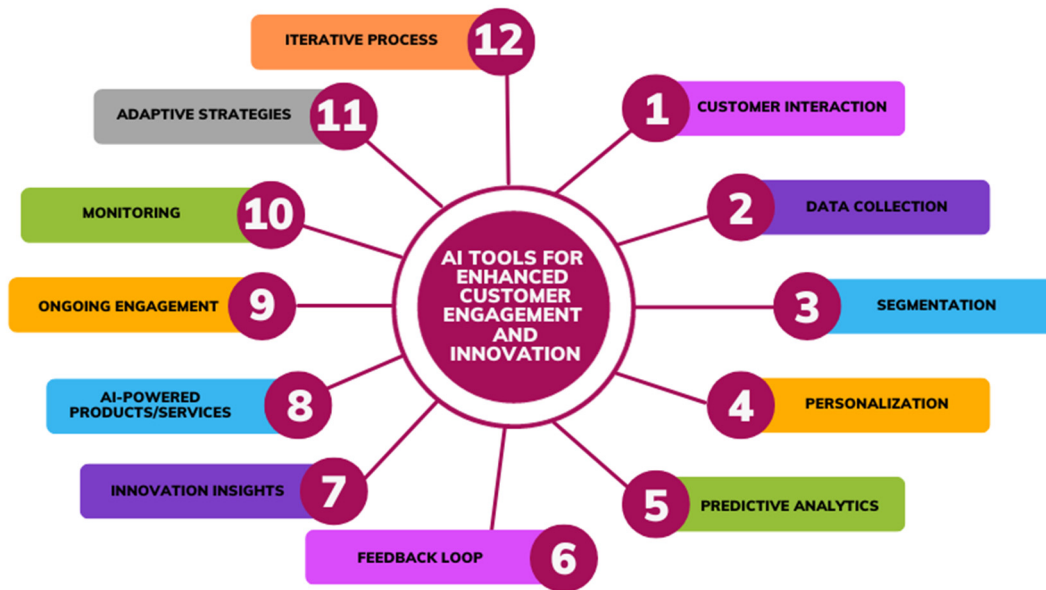 AI TOOLS FOR
ENHANCED
CUSTOMER
ENGAGEMENT
AND
INNOVATION
1
CUSTOMER INTERACTION
2
DATA COLLECTION
3
SEGMENTATION
4
PERSONALIZATION
5
PREDICTIVE ANALYTICS
FEEDBACK LOOP
6
INNOVATION INSIGHTS
7
AI-POWERED
PRODUCTS/SERVICES
8
ONGOING ENGAGEMENT
9
MONITORING
10
ADAPTIVE STRATEGIES
11
ITERATIVE PROCESS
12